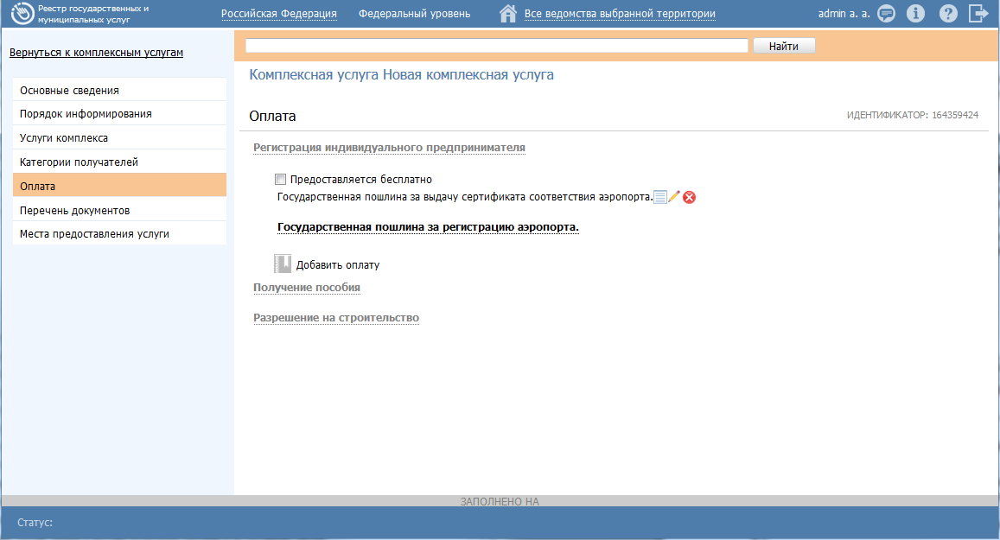 Реестр государственных и
муниципальных услуг
Российская Федерация
Федеральный уровень
Все ведомства выбранной территории
admin a. a.
Вернуться к комплексным услугам
Найти
Основные сведения
Порядок информирования
Услуги комплекса
Категории получателей
Оплата
Перечень документов
Места предоставления услуги
Комплексная услуга Новая комплексная услуга
Оплата
ИДЕНТИФИКАТОР: 164359424
Регистрация индивидуального предпринимателя
Предоставляется бесплатно
Государственная пошлина за выдачу сертификата соответствия аэропорта.
Государственная пошлина за регистрацию аэропорта.
Добавить оплату
Получение пособия
Разрешение на строительство
ЗАПОЛНЕНО НА
Статус: